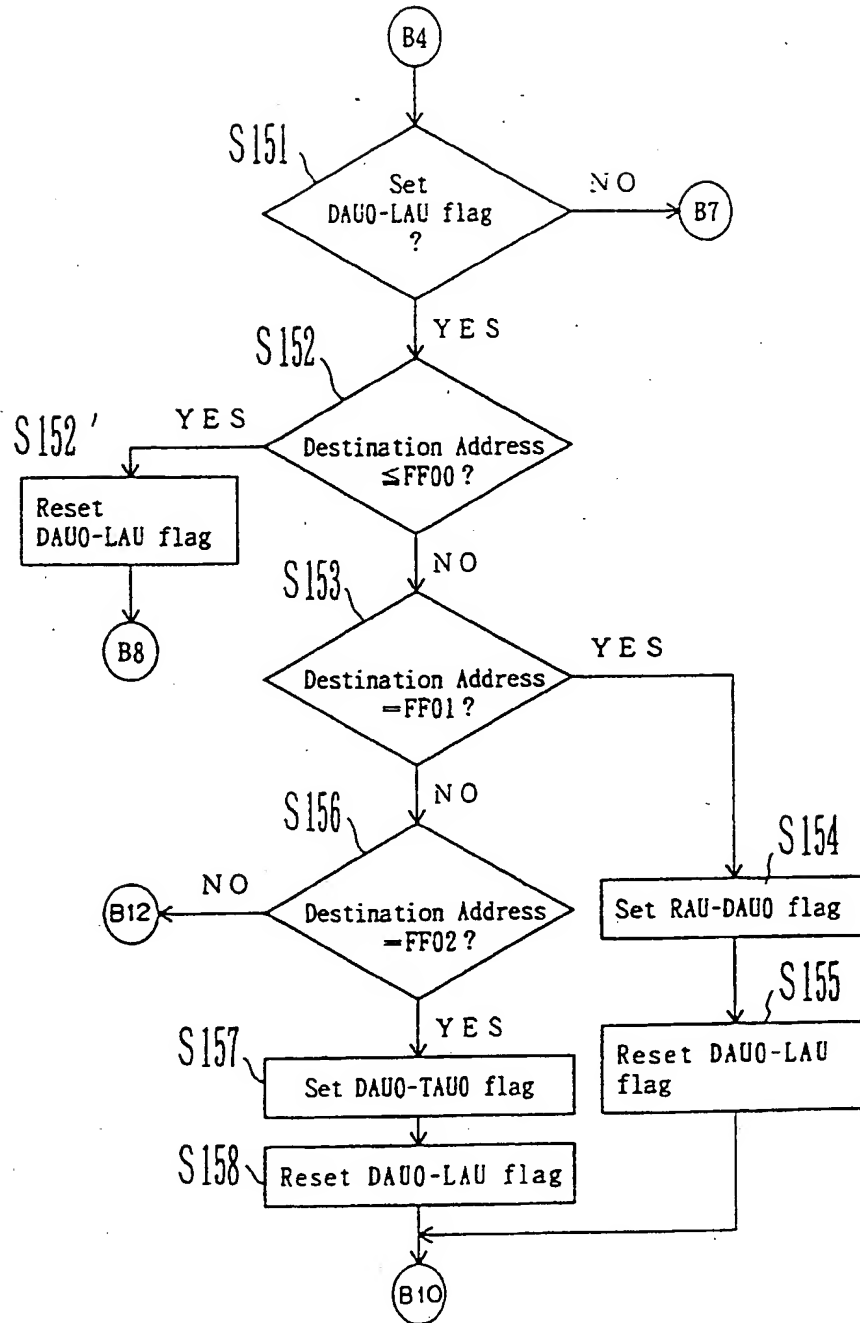 B4
S151
Set
DAU0-LAU flag
?
NO
B7
YES
S152
Destination Address
≦FF00?
YES
S152'
Reset
DAU0-LAU flag
B8
NO
S153
Destination Address
=FF01?
YES
NO
S156
Destination Address
=FF02?
NO
B12
S154
Set RAU-DAU0 flag
S155
Reset DAU0-LAU
flag
YES
S157
Set DAU0-TAU0 flag
S158
Reset DAU0-LAU flag
B10